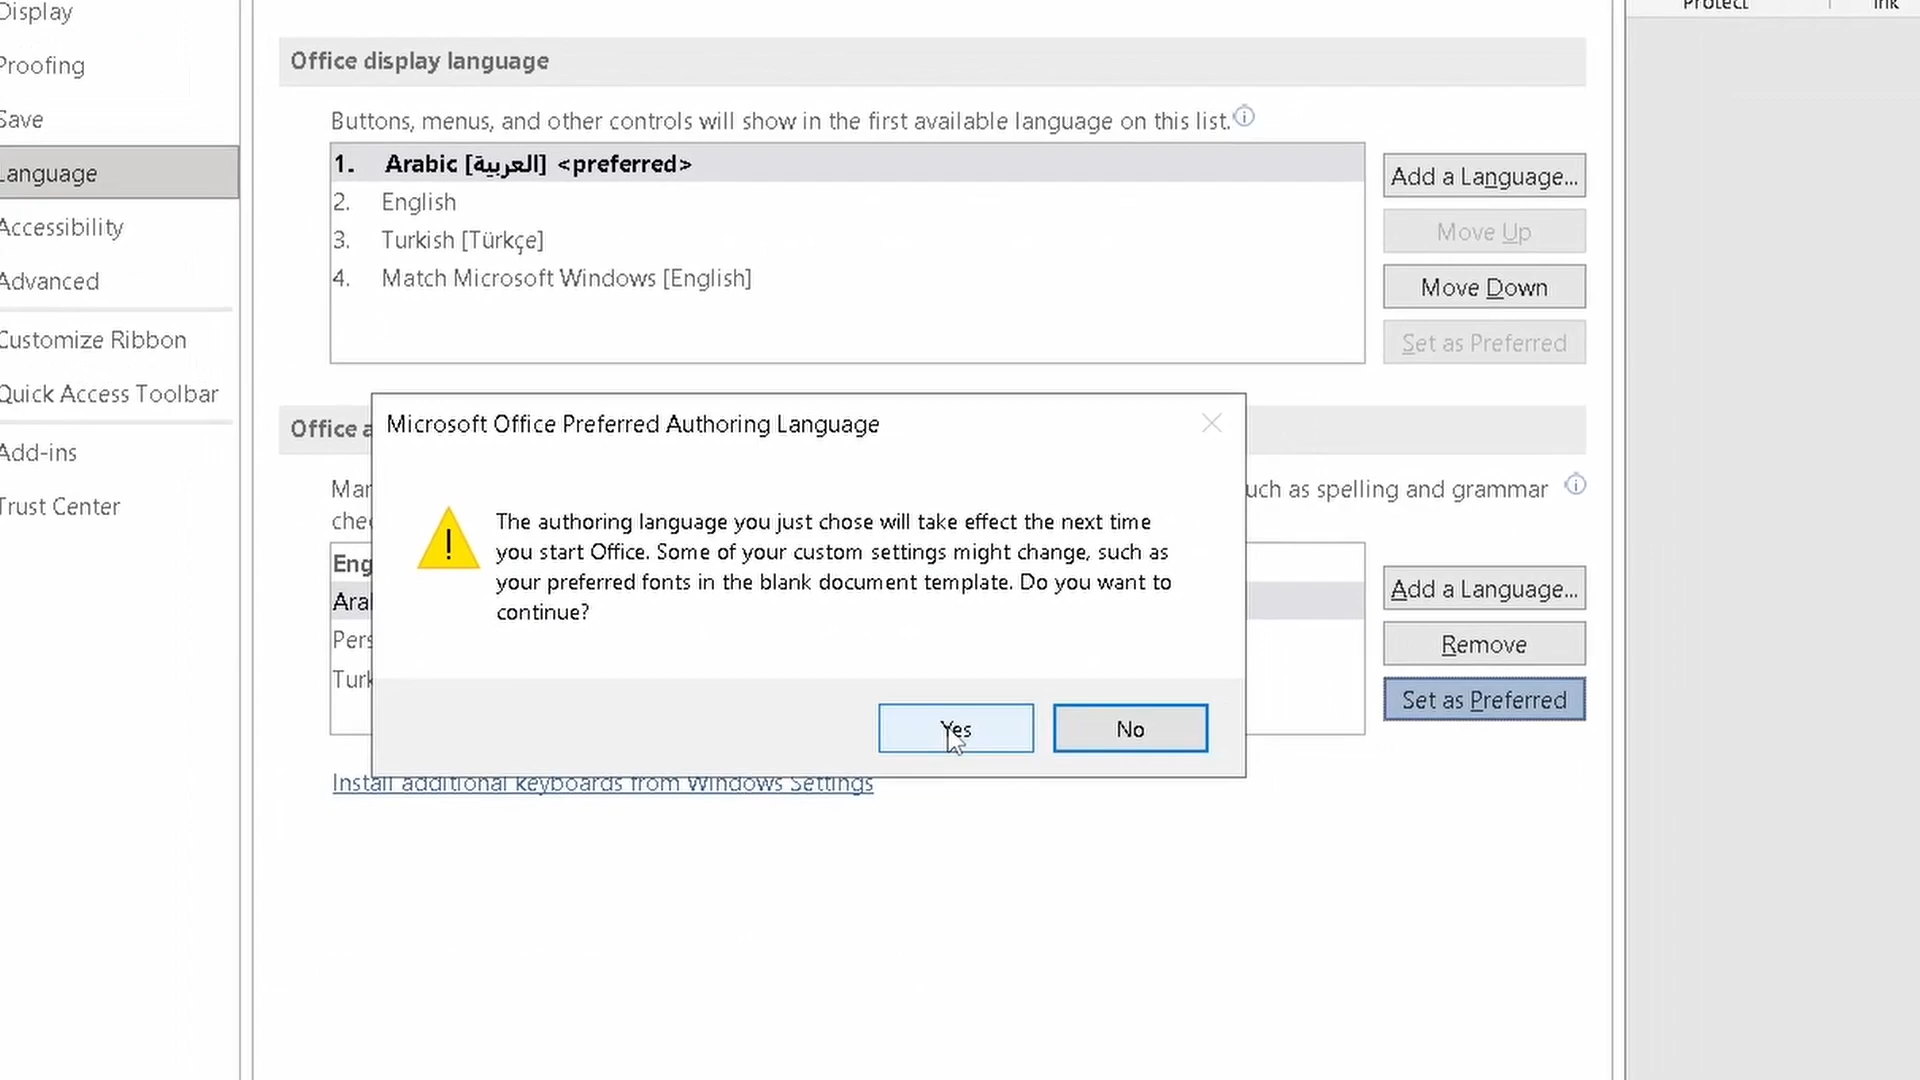 Display
Proofing
Save
Language
Accessibility
Advanced
Customize Ribbon
Quick Access Toolbar
Add-ins
Trust Center
Protect
Ink
Office display language
Buttons, menus, and other controls will show in the first available language on this list.
1. Arabic [العربية] <preferred>
2. English
3. Turkish [Türkçe]
4. Match Microsoft Windows [English]
Add a Language...
Move Up
Move Down
Set as Preferred
Office a
Microsoft Office Preferred Authoring Language
The authoring language you just chose will take effect the next time
you start Office. Some of your custom settings might change, such as
your preferred fonts in the blank document template. Do you want to
continue?
Yes
No
Mar
uch as spelling and grammar
chec
Eng
Aral
Pers
Turk
Add a Language...
Remove
Set as Preferred
Install additional keyboards from Windows Settings